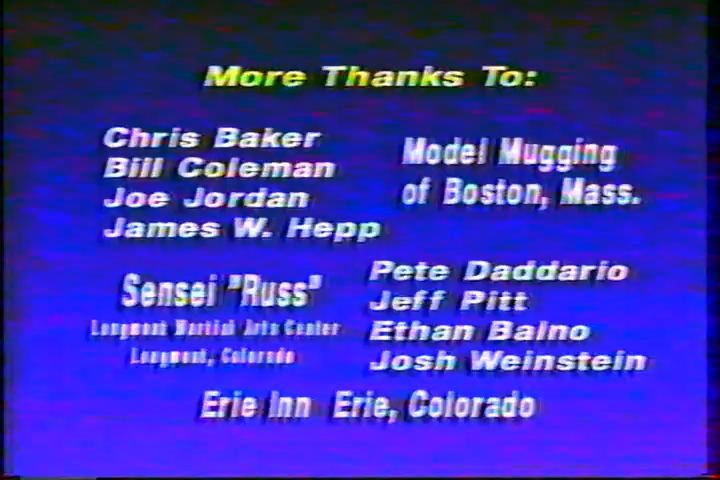 More Thanks To:
Chris Baker
Bill Coleman
Joe Jordan
James W. Hepp
Model Mugging
of Boston, Mass.
Sensei "Russ"
Longmont Martial Arts Center
Longmont, Colorado
Pete Daddario
Jeff Pitt
Ethan Balno
Josh Weinstein
Erie Inn Erie, Colorado